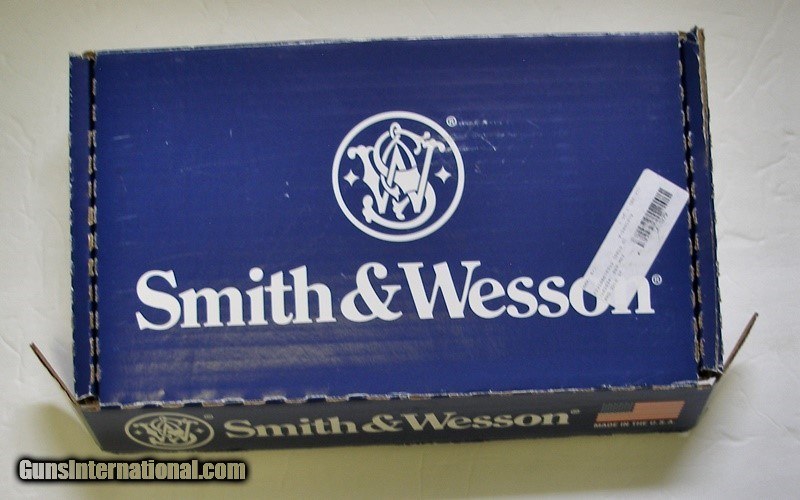 ®
Smith & Wesson®
Smith & Wesson®
MADE IN THE U.S.A.
GunsInternational.com